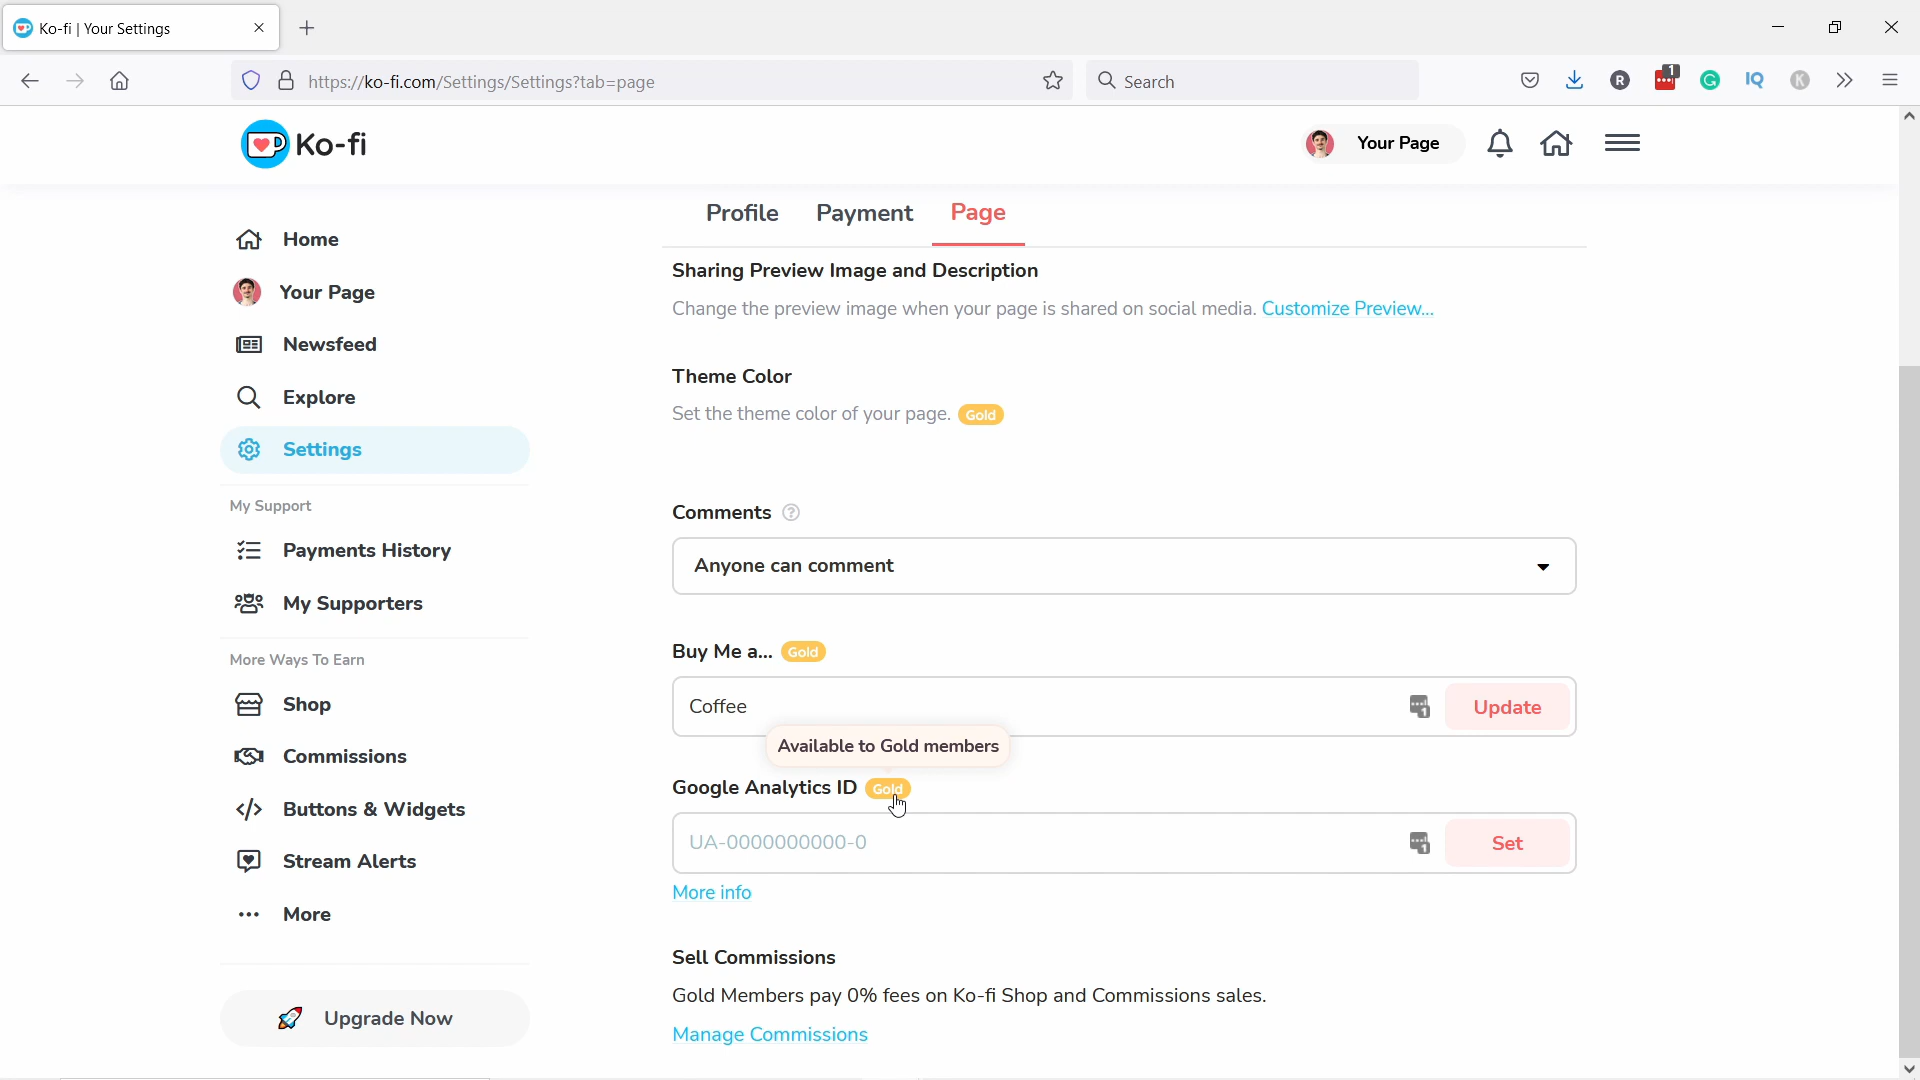 Ko-fi | Your Settings
https://ko-fi.com/Settings/Settings?tab=page
Search
R
1
G
IQ
K
Ko-fi
Your Page
Home
Your Page
Newsfeed
Explore
Settings
My Support
Payments History
My Supporters
More Ways To Earn
Shop
Commissions
Buttons & Widgets
Stream Alerts
More
Upgrade Now
Profile
Payment
Page
Sharing Preview Image and Description
Change the preview image when your page is shared on social media. Customize Preview...
Theme Color
Set the theme color of your page. Gold
Comments ?
Anyone can comment
Buy Me a... Gold
Coffee
1
Update
Available to Gold members
Google Analytics ID Gold
UA-0000000000-0
1
Set
More info
Sell Commissions
Gold Members pay 0% fees on Ko-fi Shop and Commissions sales.
Manage Commissions